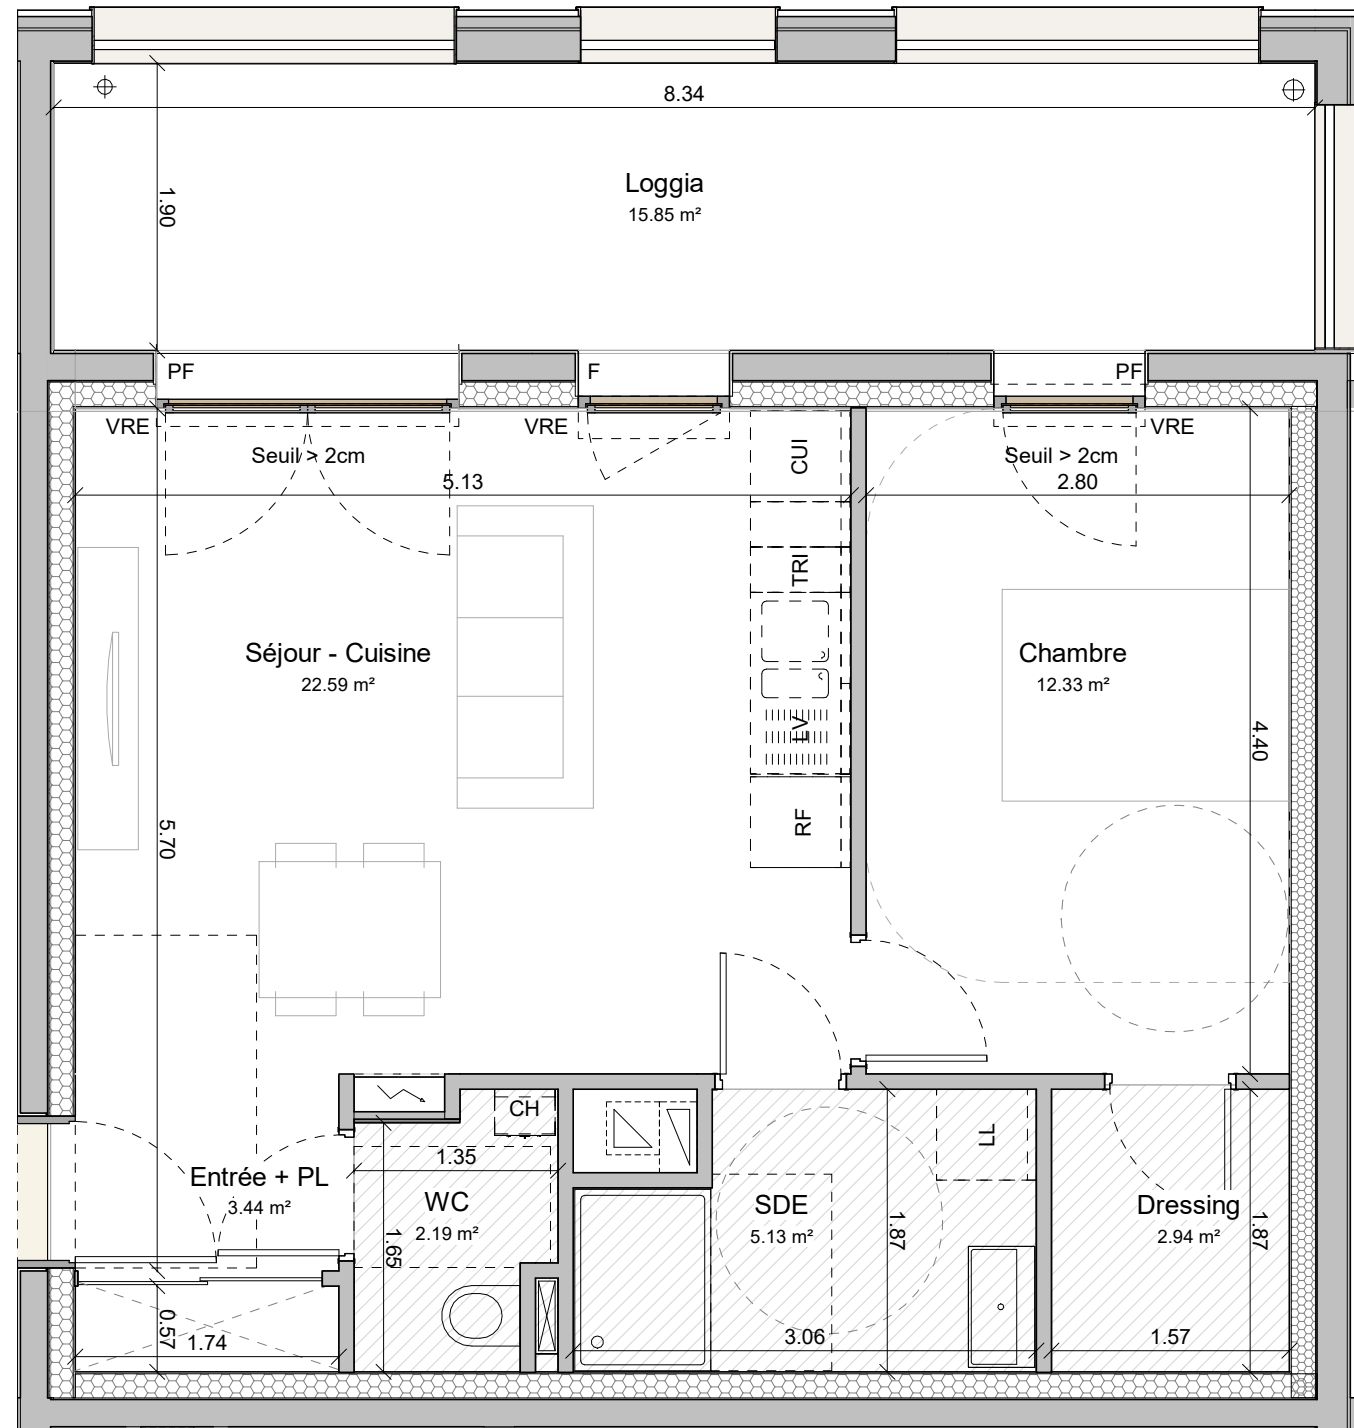 8.34
Loggia
15.85 m²
1.90
PF
F
PF
VRE
VRE
VRE
Seuil > 2cm
Seuil > 2cm
5.13
2.80
CUI
TRI
Séjour - Cuisine
22.59 m²
Chambre
12.33 m²
LV
4.40
RF
5.70
CH
LL
1.35
Entrée + PL
3.44 m²
WC
2.19 m²
1.65
SDE
5.13 m²
1.87
Dressing
2.94 m²
1.87
0.57
1.74
3.06
1.57